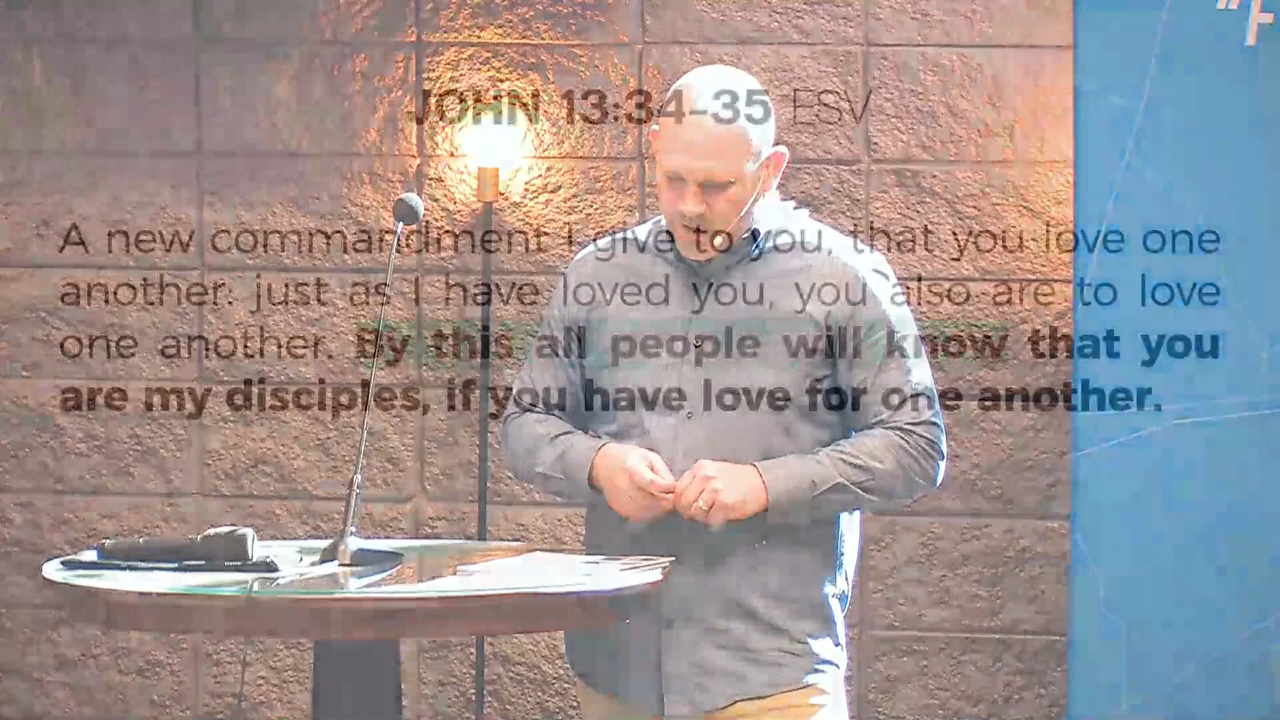 "F
JOHN 13:34-35 ESV
A new commandment I give to you, that you love one
another: just as I have loved you, you also are to love
one another. By this all people will know that you
are my disciples, if you have love for one another.